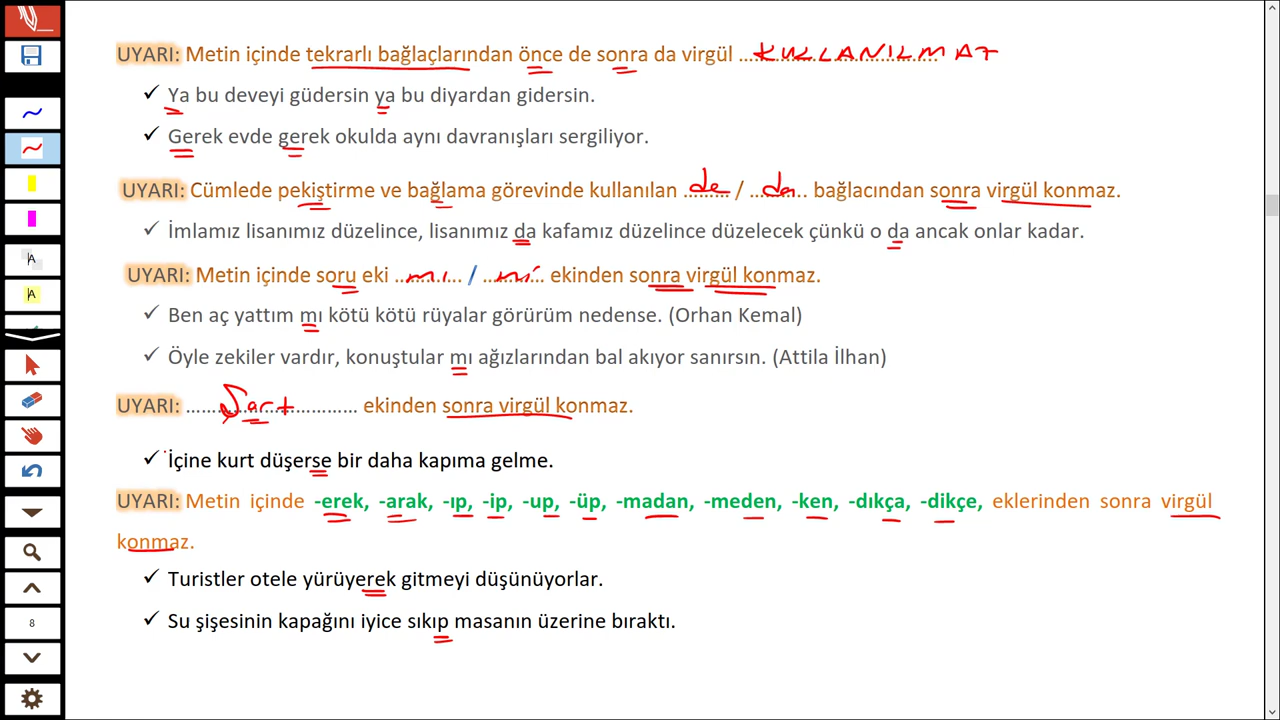 UYARI: Metin içinde tekrarlı bağlaçlarından önce de sonra da virgül ...KULLANILMAZ
✓ Ya bu deveyi güdersin ya bu diyardan gidersin.
✓ Gerek evde gerek okulda aynı davranışları sergiliyor.
UYARI: Cümlede pekiştirme ve bağlama görevinde kullanılan ...de... / ...da... bağlacından sonra virgül konmaz.
✓ İmlamız lisanımız düzelince, lisanımız da kafamız düzelince düzelecek çünkü o da ancak onlar kadar.
UYARI: Metin içinde soru eki ...mı... / ...mi... ekinden sonra virgül konmaz.
✓ Ben aç yattım mı kötü kötü rüyalar görürüm nedense. (Orhan Kemal)
✓ Öyle zekiler vardır, konuştular mı ağızlarından bal akıyor sanırsın. (Attila İlhan)
UYARI: ......Şart............ ekinden sonra virgül konmaz.
✓ İçine kurt düşerse bir daha kapıma gelme.
UYARI: Metin içinde -erek, -arak, -ıp, -ip, -up, -üp, -madan, -meden, -ken, -dıkça, -dikçe, eklerinden sonra virgül
konmaz.
✓ Turistler otele yürüyerek gitmeyi düşünüyorlar.
✓ Su şişesinin kapağını iyice sıkıp masanın üzerine bıraktı.
A
A
8